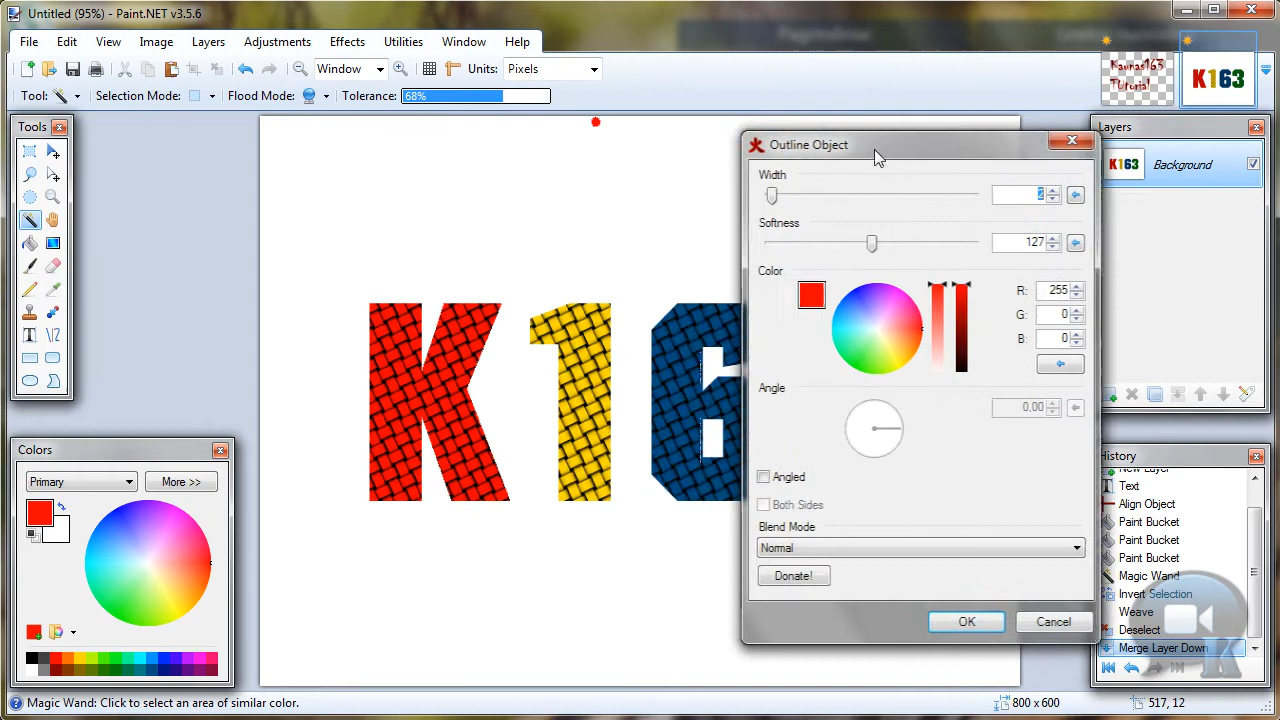 Untitled (95%) - Paint.NET v3.5.6
File Edit View Image Layers Adjustments Effects Utilities Window Help
Window Units: Pixels
Tool: Selection Mode: Flood Mode: Tolerance: 68%
Kaunas163
Tutorial
K163
Tools
K16
Outline Object
Width
2
Softness
127
Color
R: 255
G: 0
B: 0
Angle
0,00
Angled
Both Sides
Blend Mode
Normal
Donate!
OK Cancel
Layers
K163 Background
Colors
Primary More >>
History
New Layer
Text
Align Object
Paint Bucket
Paint Bucket
Paint Bucket
Magic Wand
Invert Selection
Weave
Deselect
Merge Layer Down
K
Magic Wand: Click to select an area of similar color. 800 x 600 517, 12